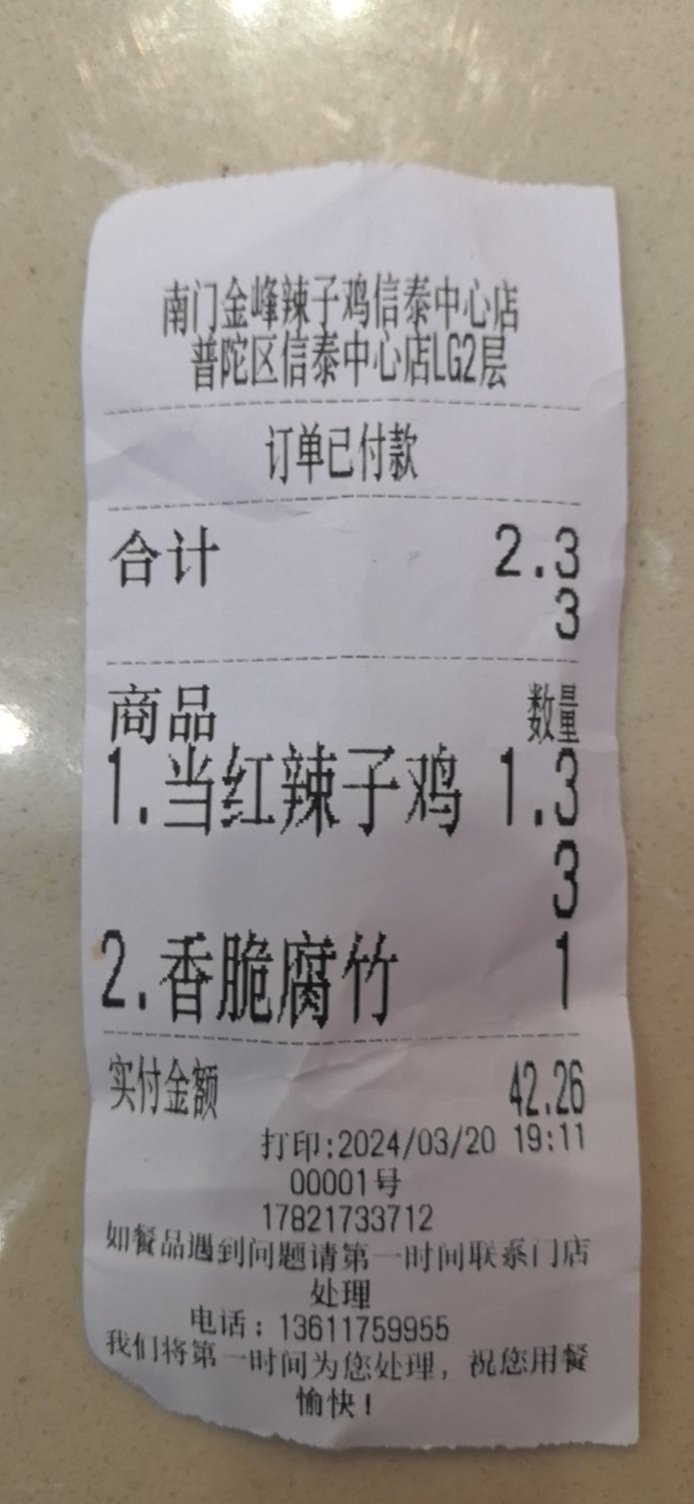 南门金峰辣子鸡信泰中心店
普陀区信泰中心店LG2层
订单已付款
合计 2.3
3
商品 数量
1.当红辣子鸡 1.3
3
2.香脆腐竹 1
实付金额 42.26
打印:2024/03/20 19:11
00001号
17821733712
如餐品遇到问题请第一时间联系门店
处理
电话：13611759955
我们将第一时间为您处理，祝您用餐
愉快！